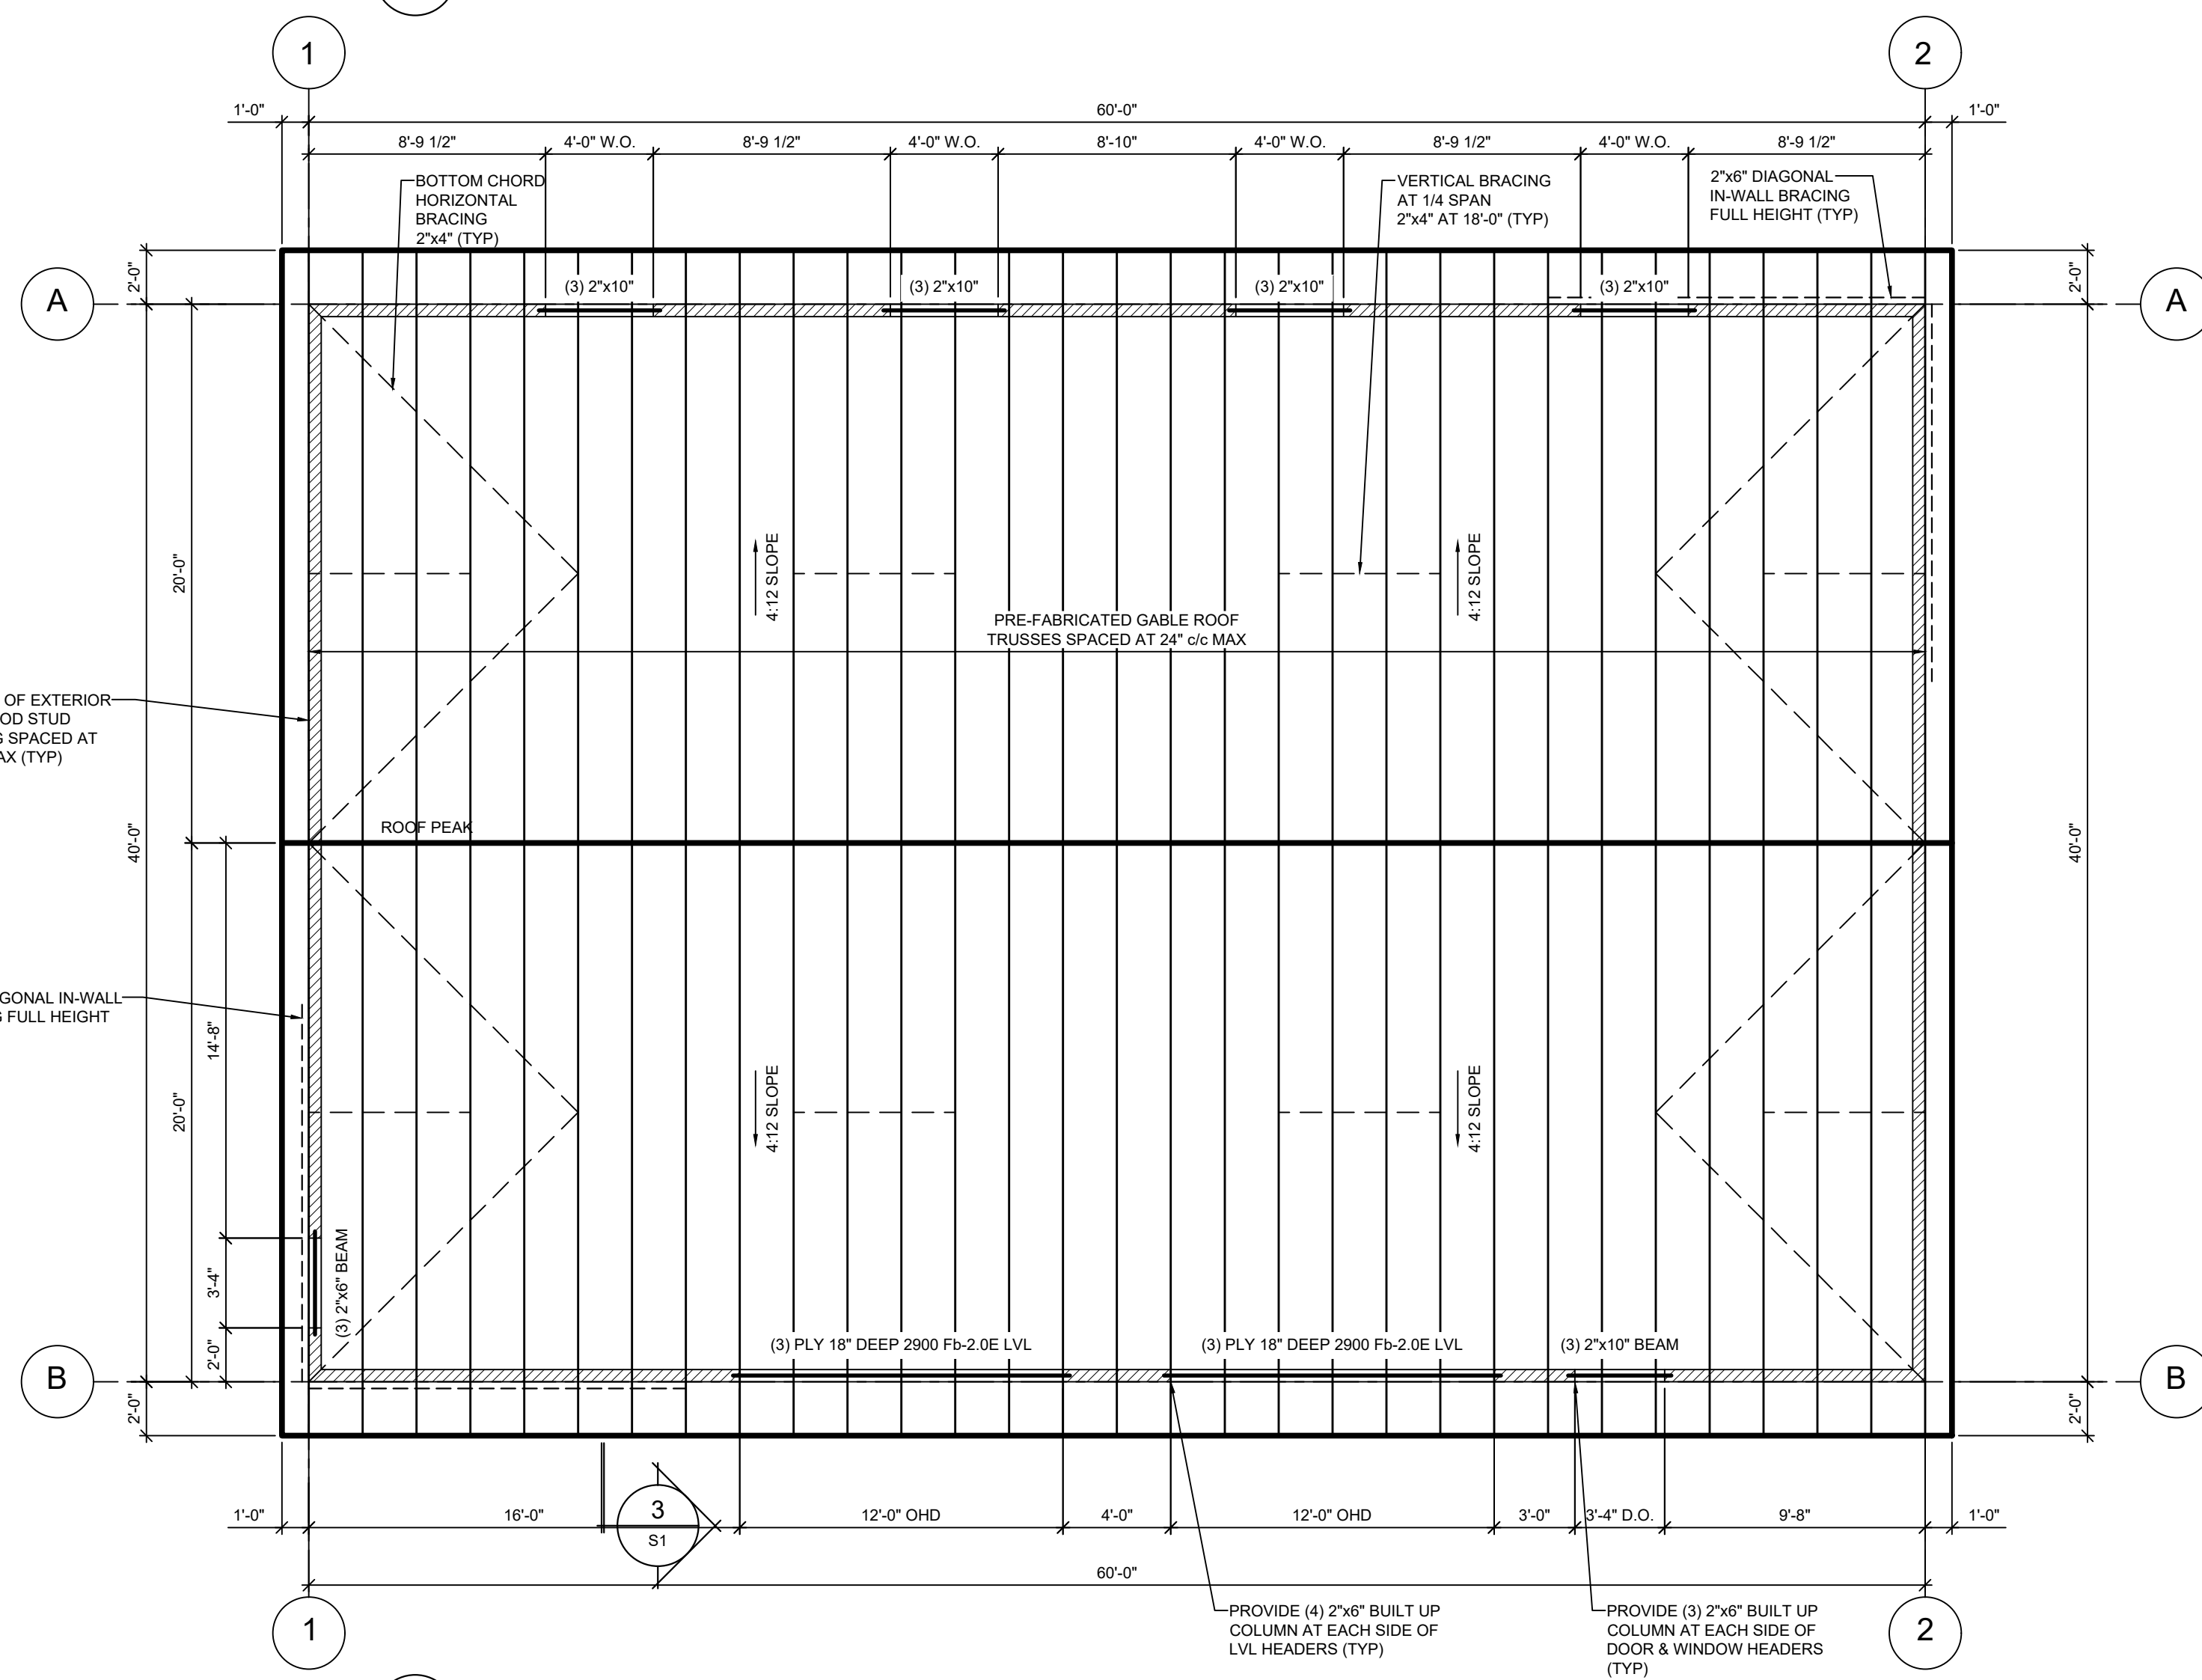 1
2
1'-0"
60'-0"
1'-0"
8'-9 1/2"
4'-0" W.O.
8'-9 1/2"
4'-0" W.O.
8'-10"
4'-0" W.O.
8'-9 1/2"
4'-0" W.O.
8'-9 1/2"
BOTTOM CHORD
HORIZONTAL
BRACING
2"x4" (TYP)
VERTICAL BRACING
AT 1/4 SPAN
2"x4" AT 18'-0" (TYP)
2"x6" DIAGONAL
IN-WALL BRACING
FULL HEIGHT (TYP)
2'-0"
2'-0"
A
A
(3) 2"x10"
(3) 2"x10"
(3) 2"x10"
(3) 2"x10"
20'-0"
4:12 SLOPE
4:12 SLOPE
PRE-FABRICATED GABLE ROOF
TRUSSES SPACED AT 24" c/c MAX
OF EXTERIOR
OD STUD
G SPACED AT
AX (TYP)
ROOF PEAK
40'-0"
40'-0"
GONAL IN-WALL
G FULL HEIGHT
14'-8"
20'-0"
4:12 SLOPE
4:12 SLOPE
3'-4"
2'-0"
(3) 2"x6" BEAM
(3) PLY 18" DEEP 2900 Fb-2.0E LVL
(3) PLY 18" DEEP 2900 Fb-2.0E LVL
(3) 2"x10" BEAM
B
B
2'-0"
2'-0"
1'-0"
16'-0"
3
S1
12'-0" OHD
4'-0"
12'-0" OHD
3'-0"
3'-4" D.O.
9'-8"
1'-0"
60'-0"
1
2
PROVIDE (4) 2"x6" BUILT UP
COLUMN AT EACH SIDE OF
LVL HEADERS (TYP)
PROVIDE (3) 2"x6" BUILT UP
COLUMN AT EACH SIDE OF
DOOR & WINDOW HEADERS
(TYP)